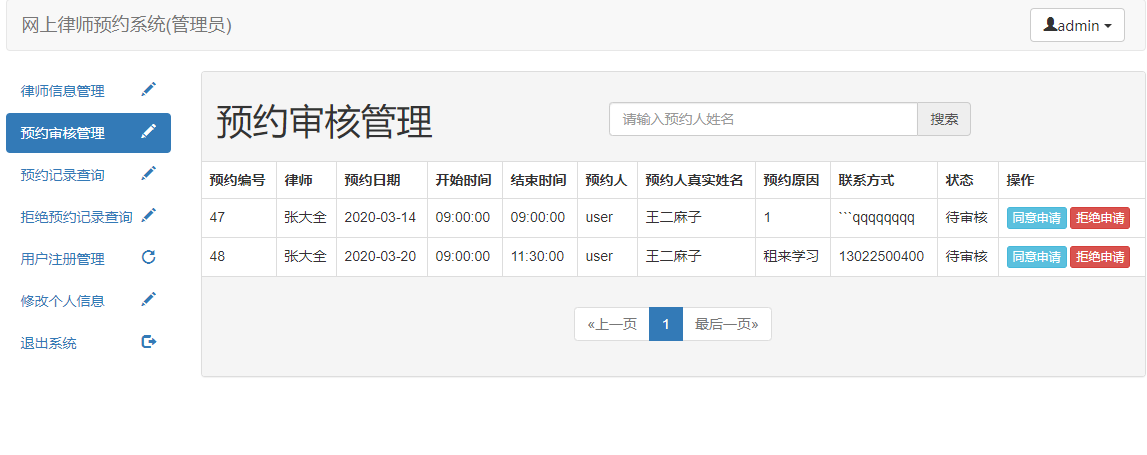 网上律师预约系统(管理员)
admin
律师信息管理
预约审核管理
预约记录查询
拒绝预约记录查询
用户注册管理
修改个人信息
退出系统
预约审核管理
请输入预约人姓名 搜索
预约编号 律师 预约日期 开始时间 结束时间 预约人 预约人真实姓名 预约原因 联系方式 状态 操作
47 张大全 2020-03-14 09:00:00 09:00:00 user 王二麻子 1 ```qqqqqqqq 待审核 同意申请 拒绝申请
48 张大全 2020-03-20 09:00:00 11:30:00 user 王二麻子 租来学习 13022500400 待审核 同意申请 拒绝申请
«上一页 1 最后一页»